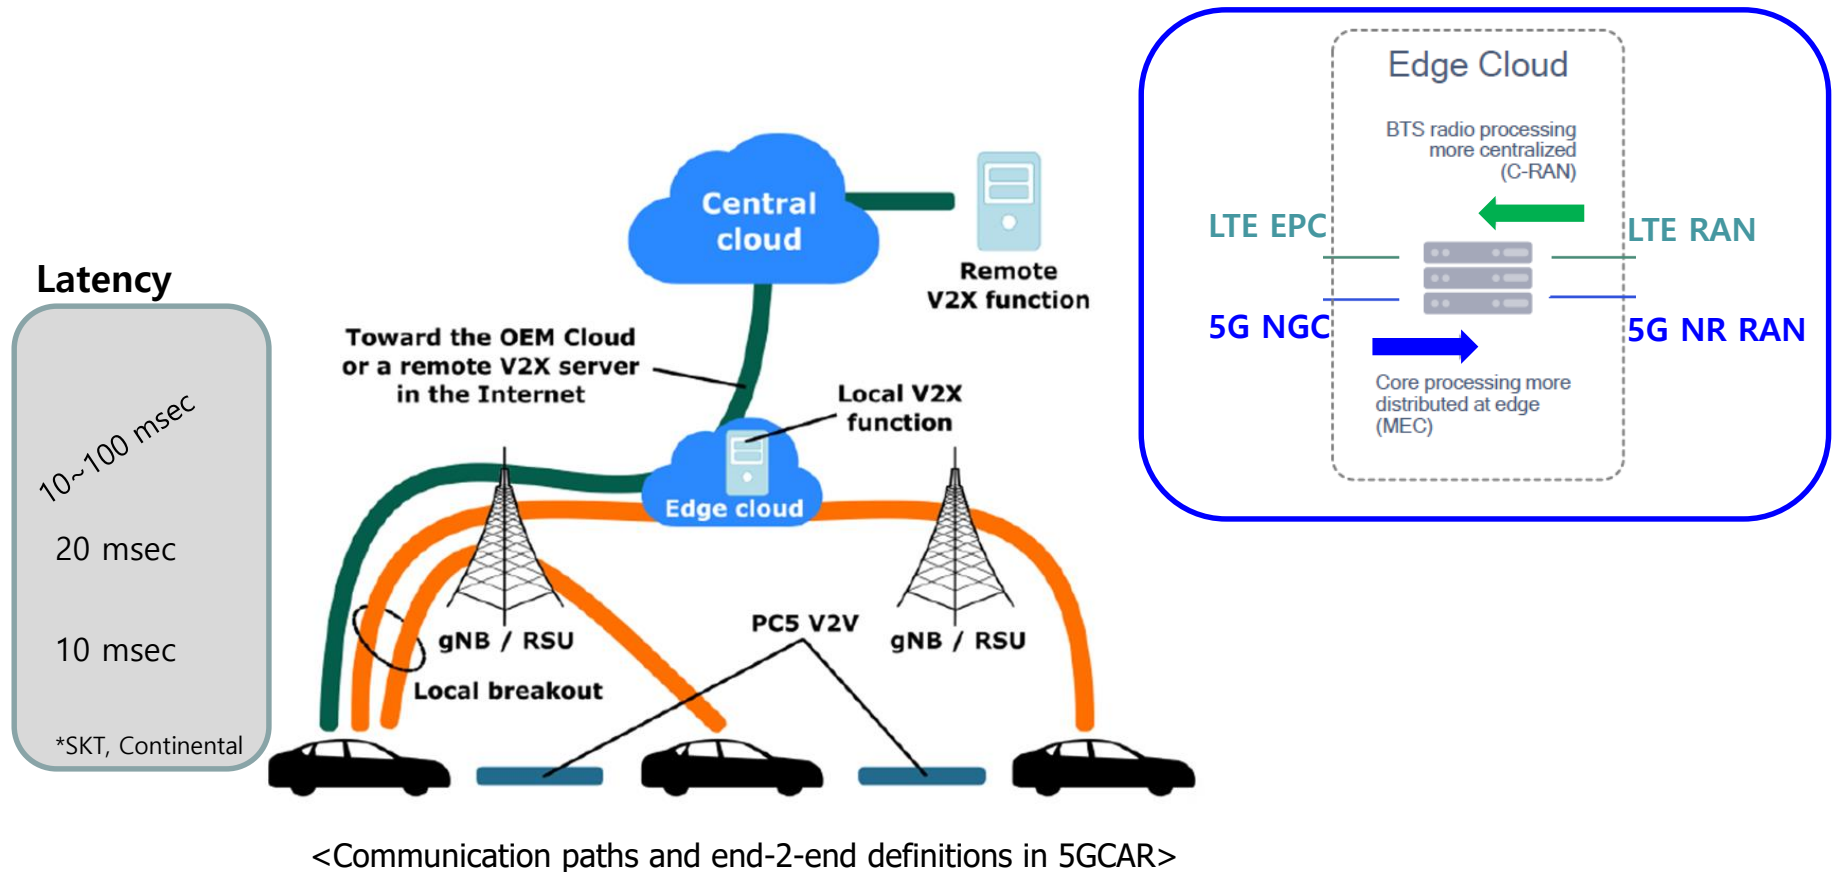 Latency
10~100 msec
20 msec
10 msec
*SKT, Continental
Central
cloud
Remote
V2X function
Toward the OEM Cloud
or a remote V2X server
in the Internet
Local V2X
function
Edge cloud
gNB / RSU
PC5 V2V
gNB / RSU
Local breakout
<Communication paths and end-2-end definitions in 5GCAR>
Edge Cloud
BTS radio processing
more centralized
(C-RAN)
LTE EPC
LTE RAN
5G NGC
5G NR RAN
Core processing more
distributed at edge
(MEC)